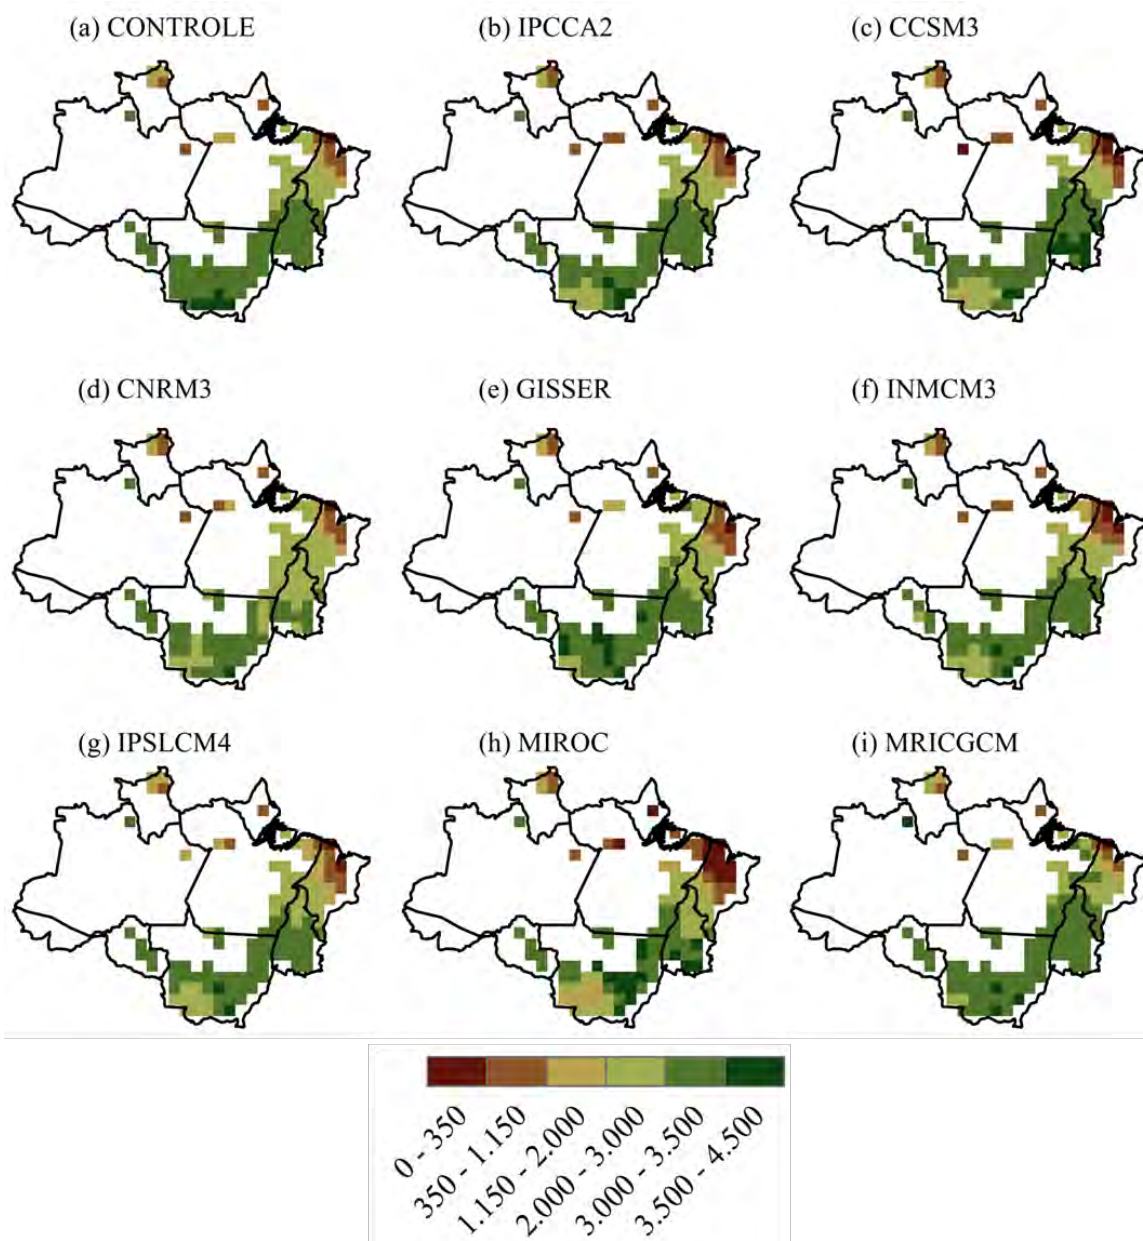 (a) CONTROLE
(b) IPCCA2
(c) CCSM3
(d) CNRM3
(e) GISSER
(f) INMCM3
(g) IPSLCM4
(h) MIROC
(i) MRICGCM
0 - 350
350 - 1.150
1.150 - 2.000
2.000 - 3.000
3.000 - 3.500
3.500 - 4.500